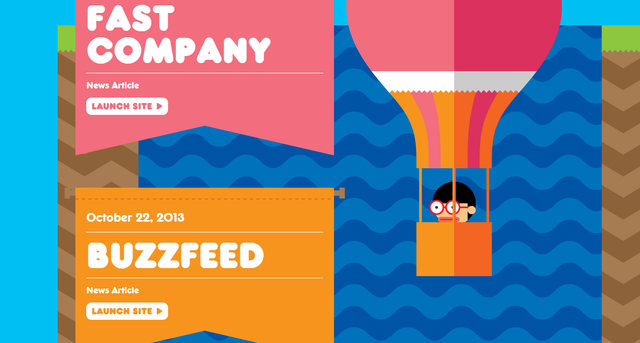 FAST
COMPANY
News Article
LAUNCH SITE
October 22, 2013
BUZZFEED
News Article
LAUNCH SITE